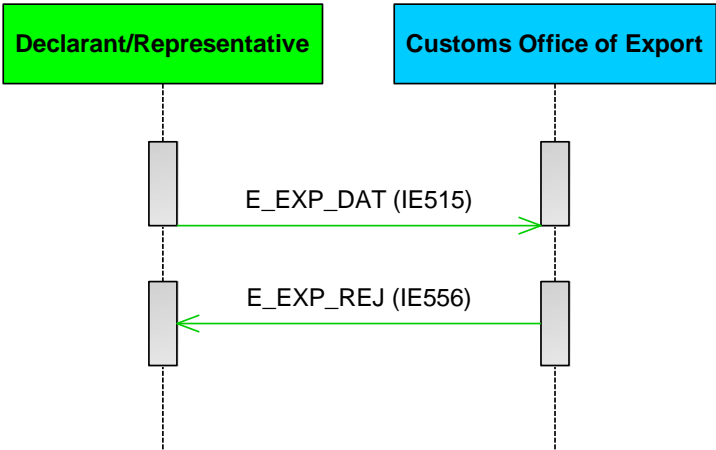 Declarant/Representative
Customs Office of Export
E_EXP_DAT (IE515)
E_EXP_REJ (IE556)